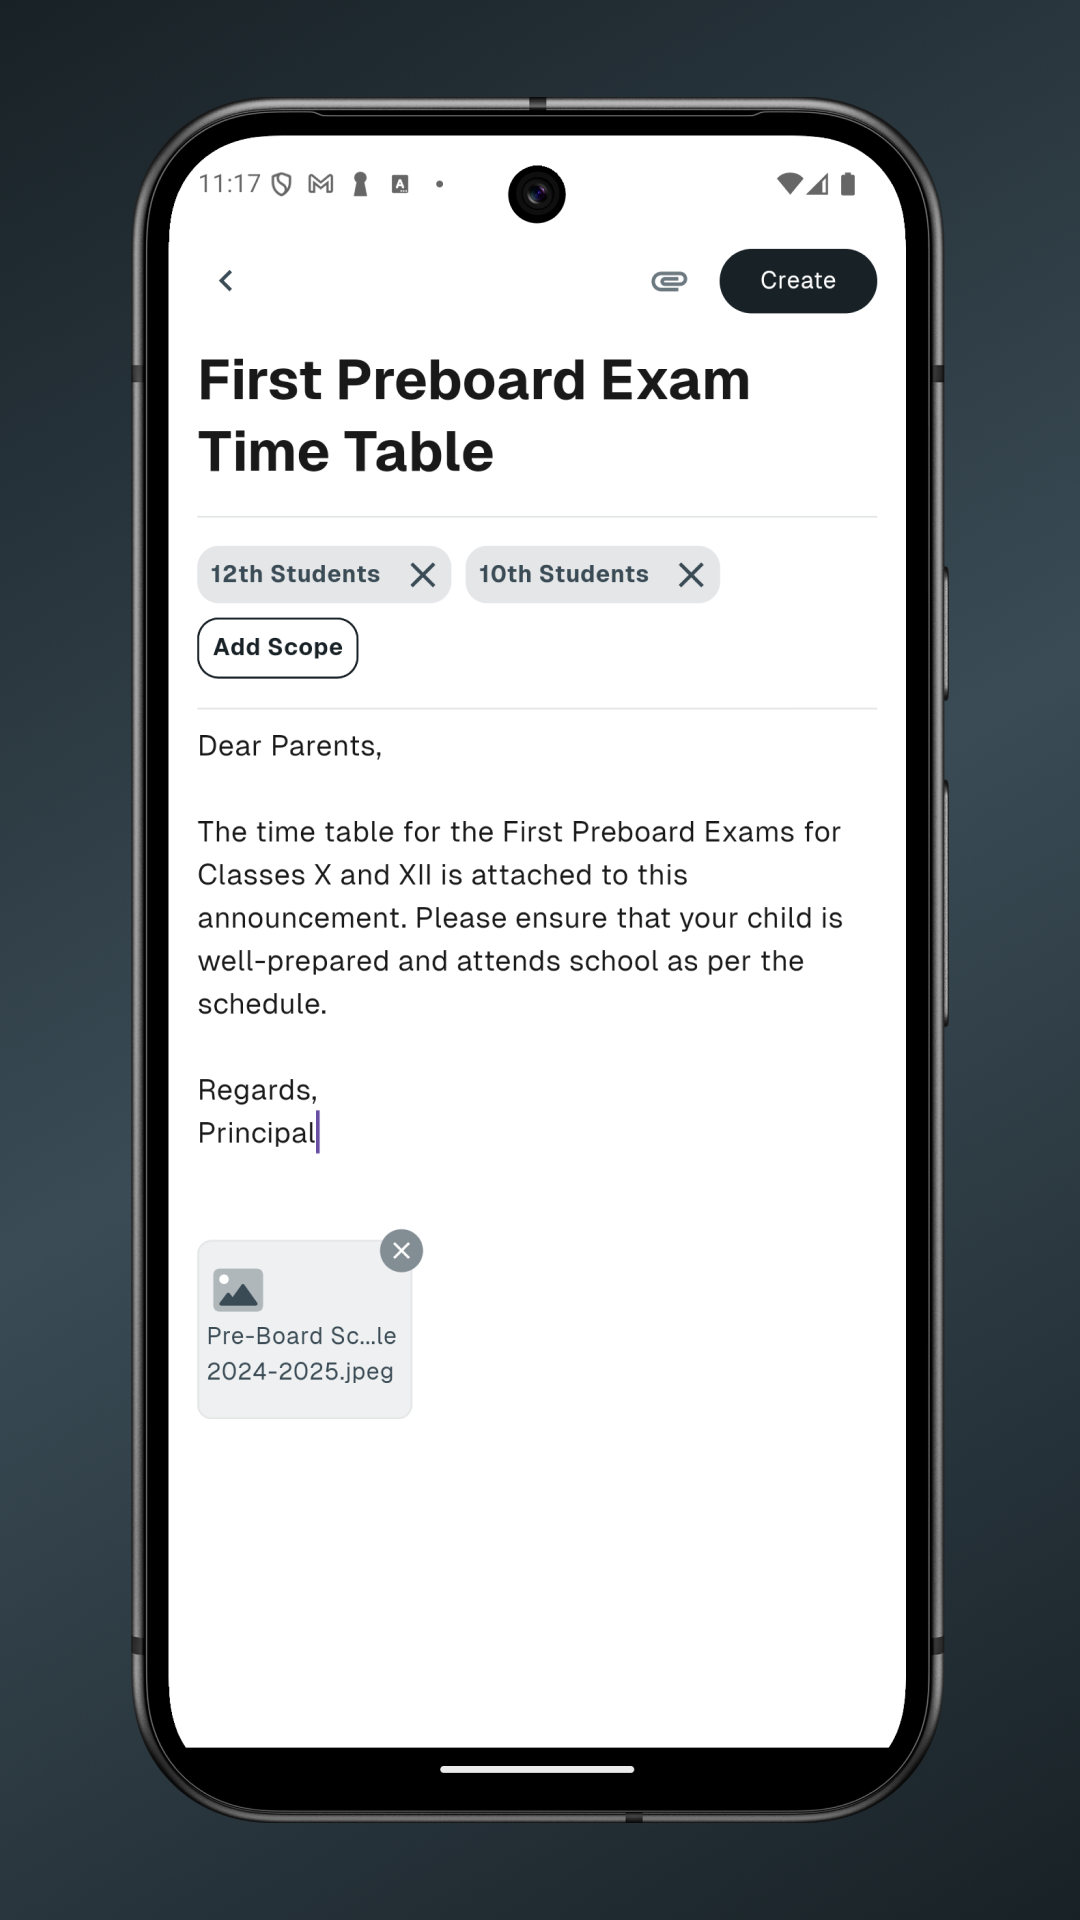 11:17
Create
First Preboard Exam
Time Table
12th Students
10th Students
Add Scope
Dear Parents,
The time table for the First Preboard Exams for
Classes X and XII is attached to this
announcement. Please ensure that your child is
well-prepared and attends school as per the
schedule.
Regards,
Principal
Pre-Board Sc...le
2024-2025.jpeg